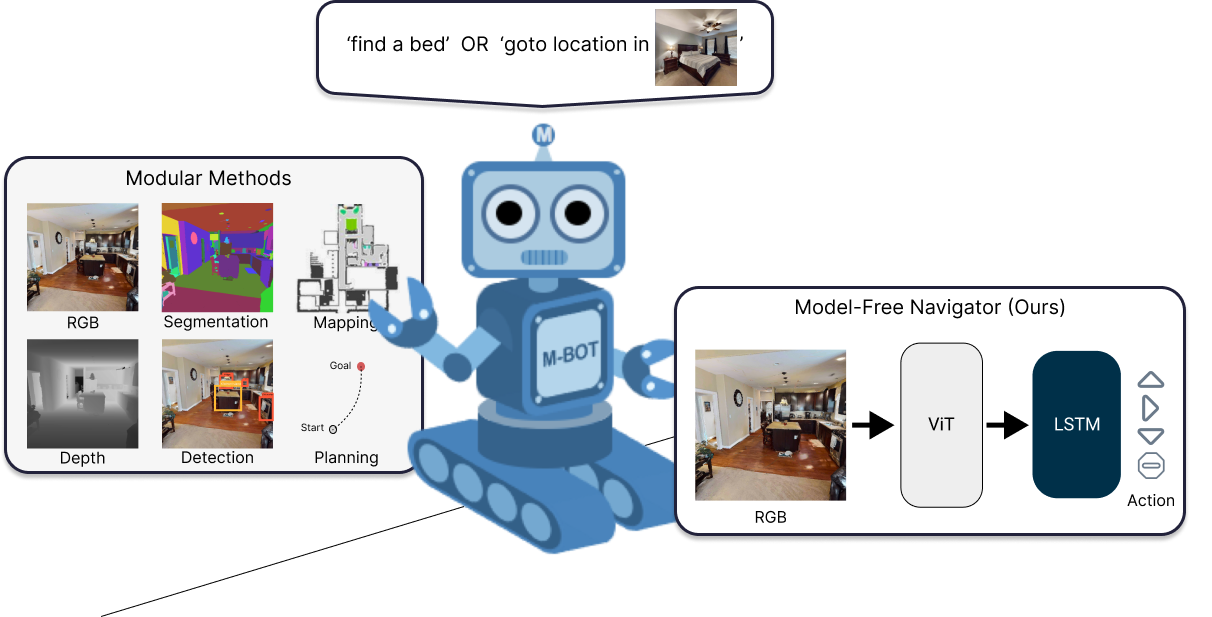 ‘find a bed’ OR ‘goto location in ’
M
Modular Methods
RGB
Segmentation
Mapping
Goal
Start
Depth
Detection
Planning
M-BOT
Model-Free Navigator (Ours)
ViT
LSTM
RGB
Action